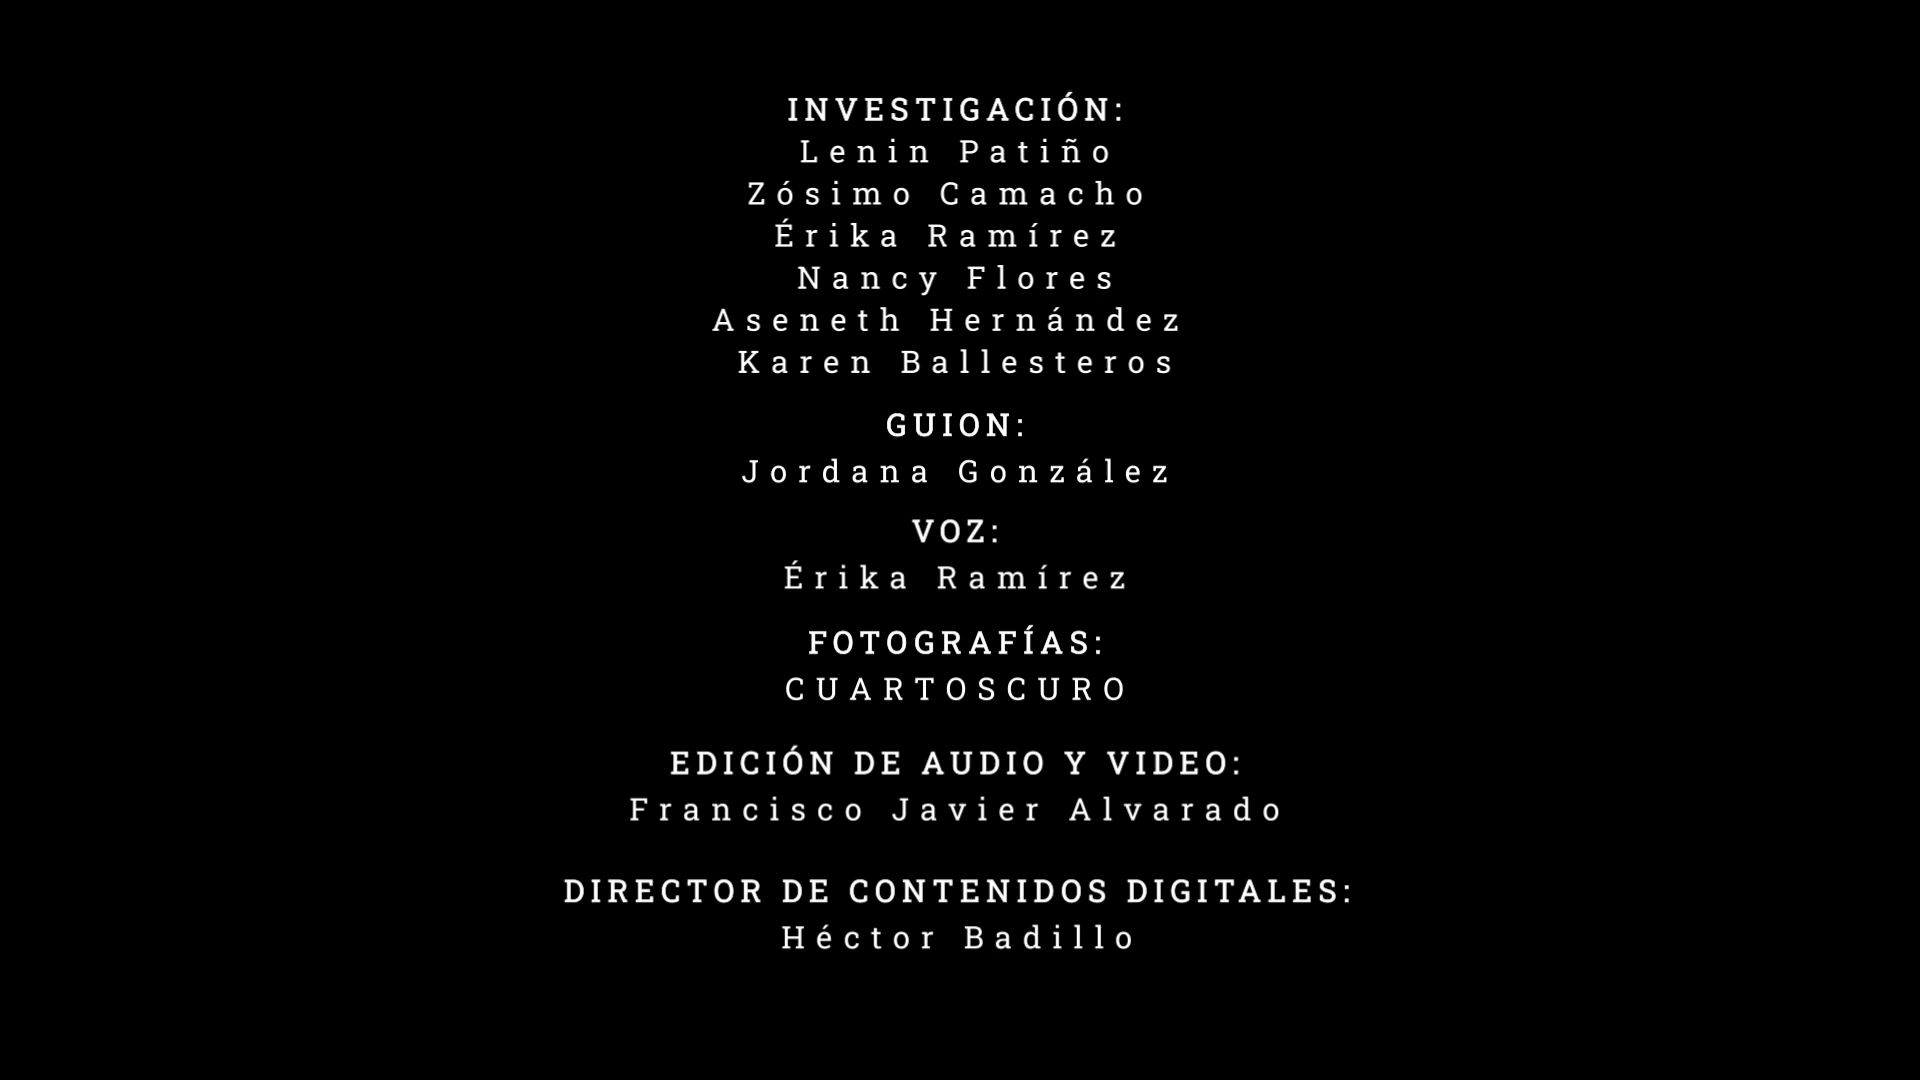 INVESTIGACIÓN:
Lenin Patiño
Zósimo Camacho
Érika Ramírez
Nancy Flores
Aseneth Hernández
Karen Ballesteros
GUION:
Jordana González
VOZ:
Érika Ramírez
FOTOGRAFÍAS:
CUARTOSCURO
EDICIÓN DE AUDIO Y VIDEO:
Francisco Javier Alvarado
DIRECTOR DE CONTENIDOS DIGITALES:
Héctor Badillo